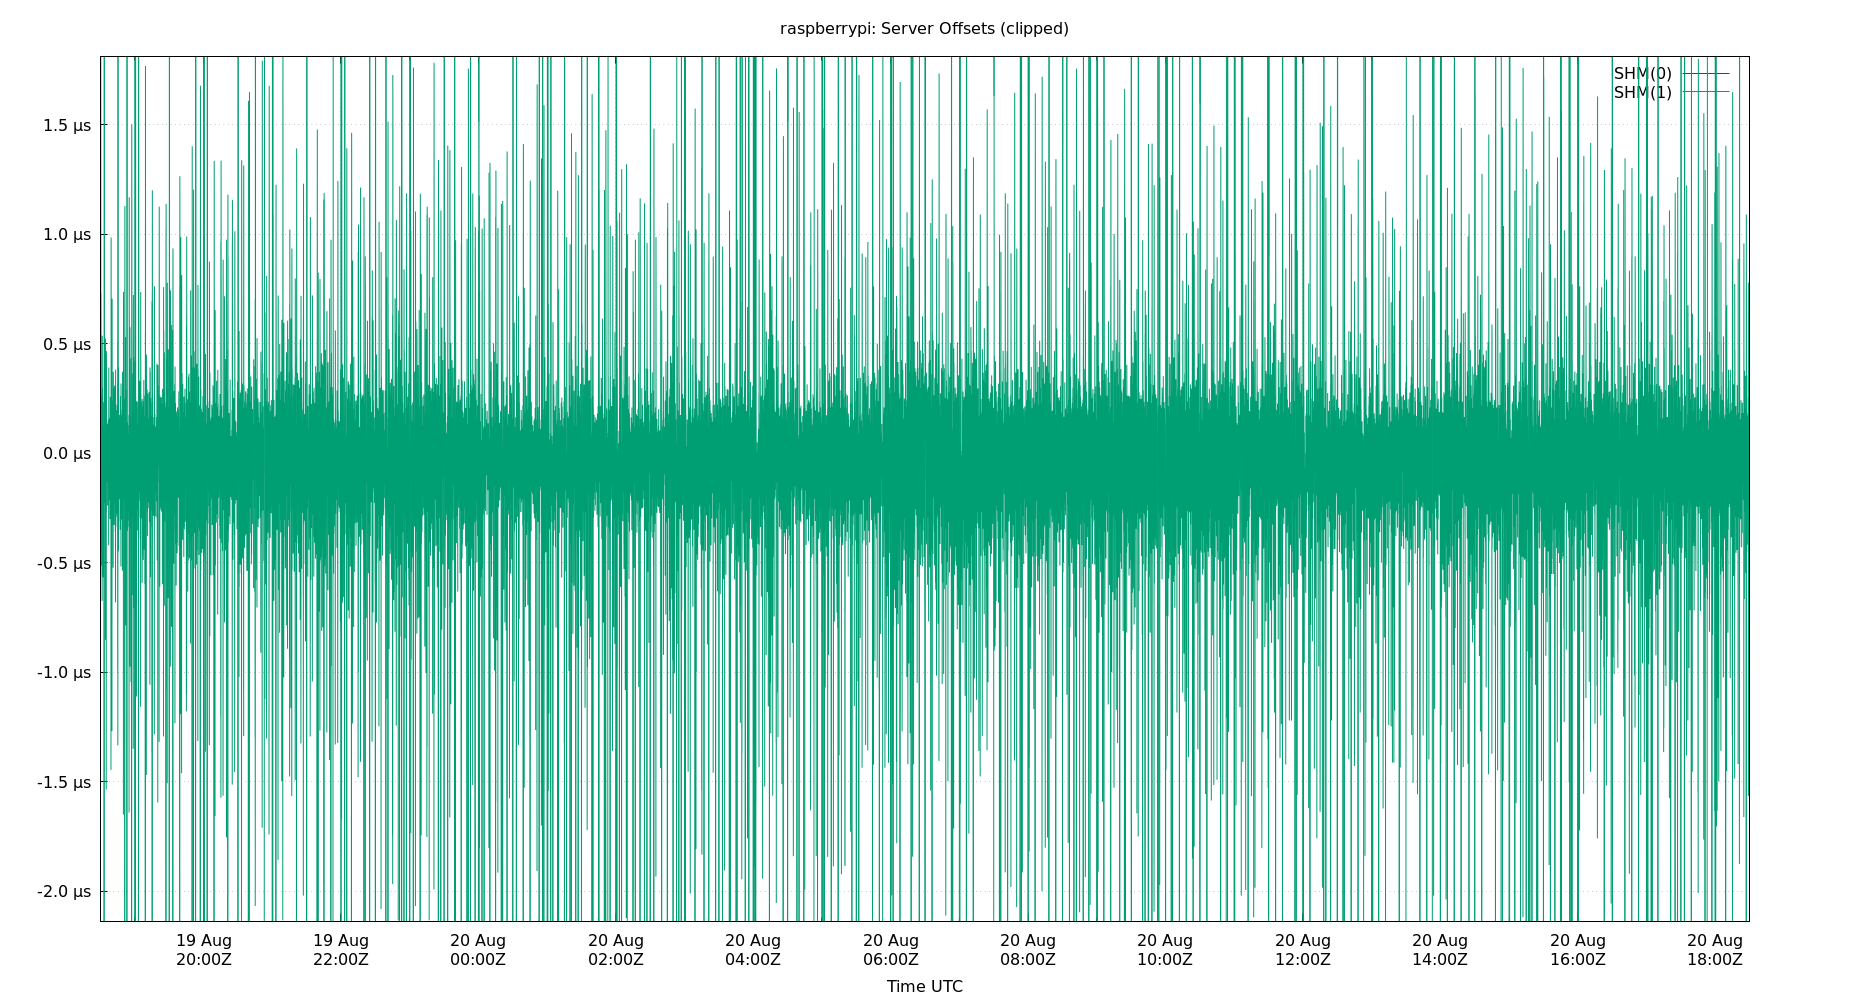 raspberrypi: Server Offsets (clipped)
SHM(0)
SHM(1)
1.5 µs
1.0 µs
0.5 µs
0.0 µs
-0.5 µs
-1.0 µs
-1.5 µs
-2.0 µs
19 Aug 19 Aug 20 Aug 20 Aug 20 Aug 20 Aug 20 Aug 20 Aug 20 Aug 20 Aug 20 Aug 20 Aug
20:00Z 22:00Z 00:00Z 02:00Z 04:00Z 06:00Z 08:00Z 10:00Z 12:00Z 14:00Z 16:00Z 18:00Z
Time UTC